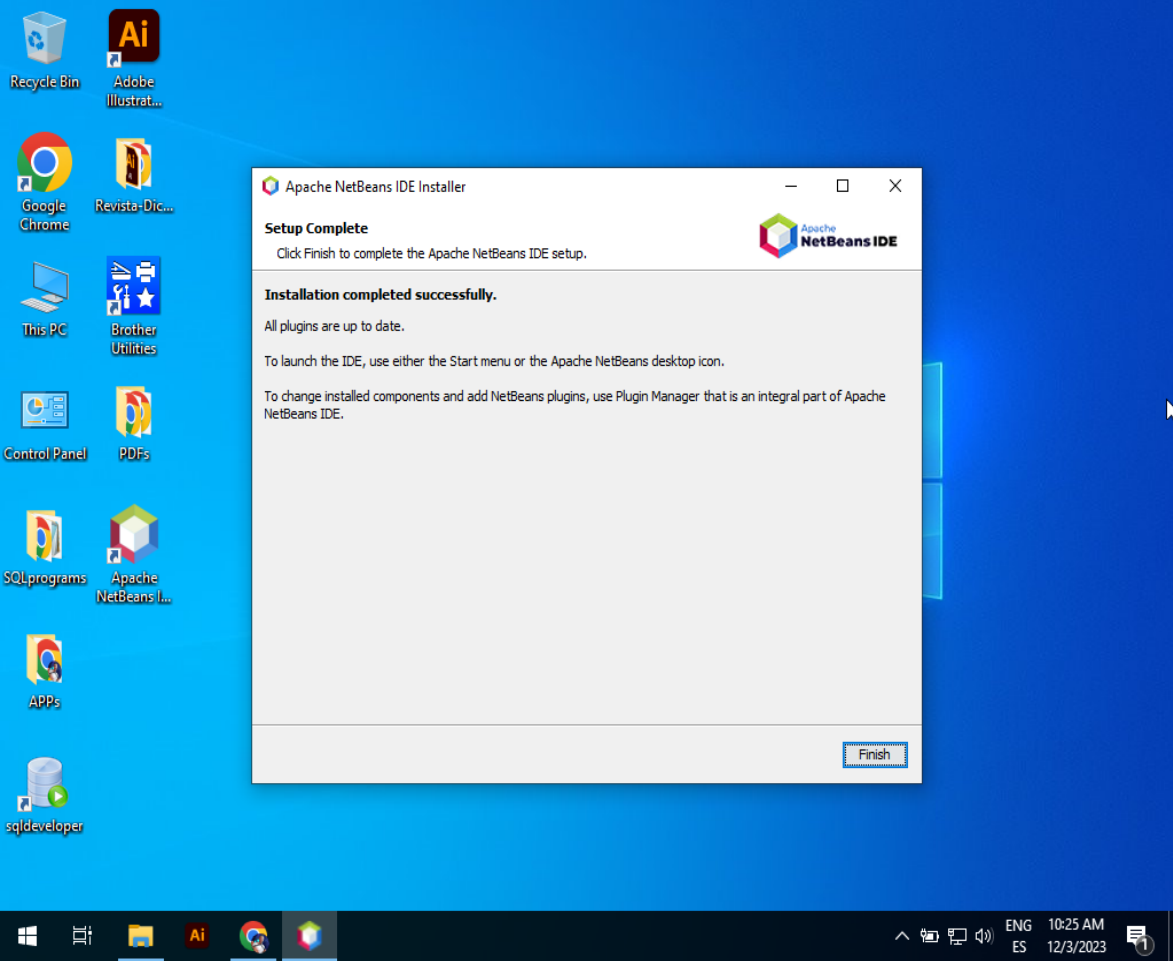 Recycle Bin
Ai
Adobe
Illustrat...
Google
Chrome
Revista-Dic...
This PC
Brother
Utilities
Control Panel
PDFs
SQLprograms
Apache
NetBeans I...
APPs
sqldeveloper
Apache NetBeans IDE Installer
Setup Complete
Click Finish to complete the Apache NetBeans IDE setup.
Apache
NetBeans IDE
Installation completed successfully.
All plugins are up to date.
To launch the IDE, use either the Start menu or the Apache NetBeans desktop icon.
To change installed components and add NetBeans plugins, use Plugin Manager that is an integral part of Apache
NetBeans IDE.
Finish
Ai
ENG
ES
10:25 AM
12/3/2023
1